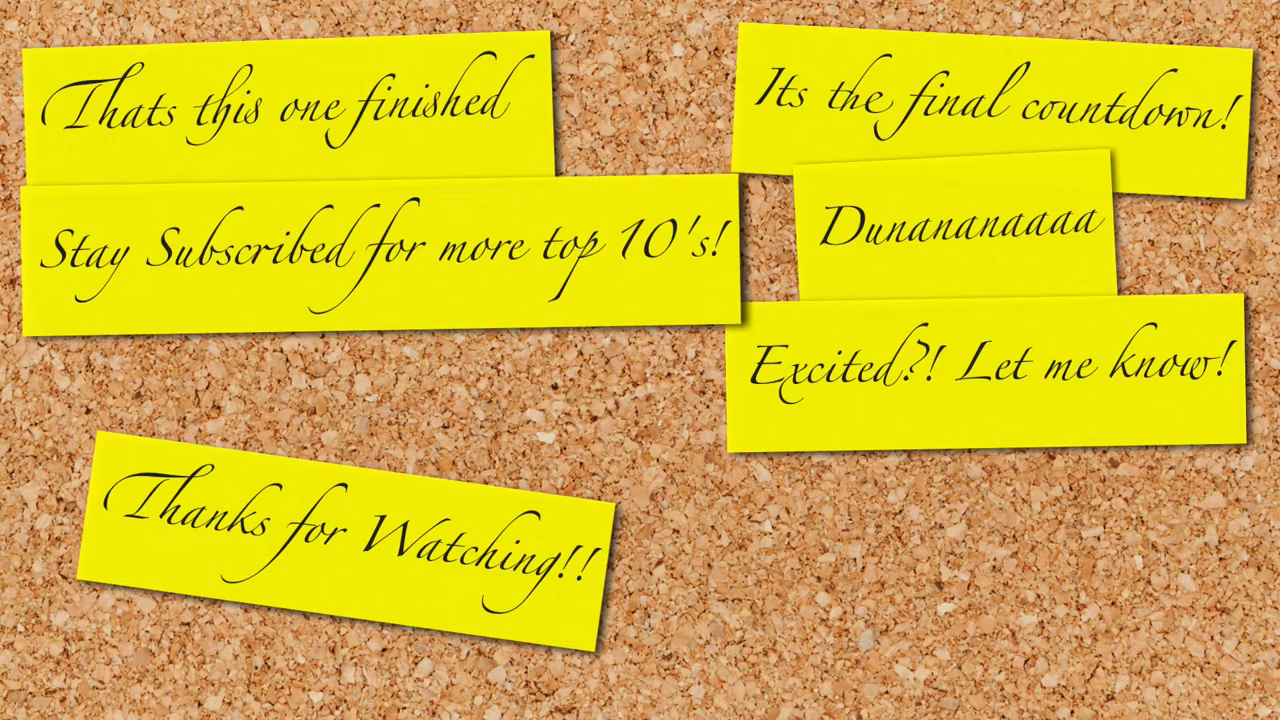 Thats this one finished
Stay Subscribed for more top 10's!
Its the final countdown!
Dunananaaaa
Excited?! Let me know!
Thanks for Watching!!